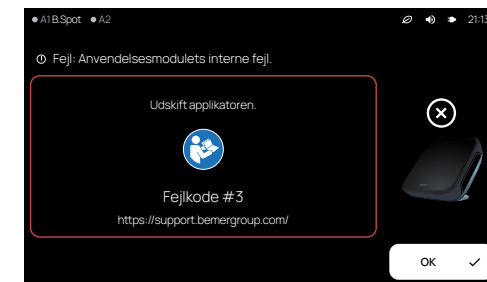 A1 B.Spot A2 21:13
Fejl: Anvendelsesmodulets interne fejl.
Udskift applikatoren.
Fejlkode #3
https://support.bemergroup.com/
OK